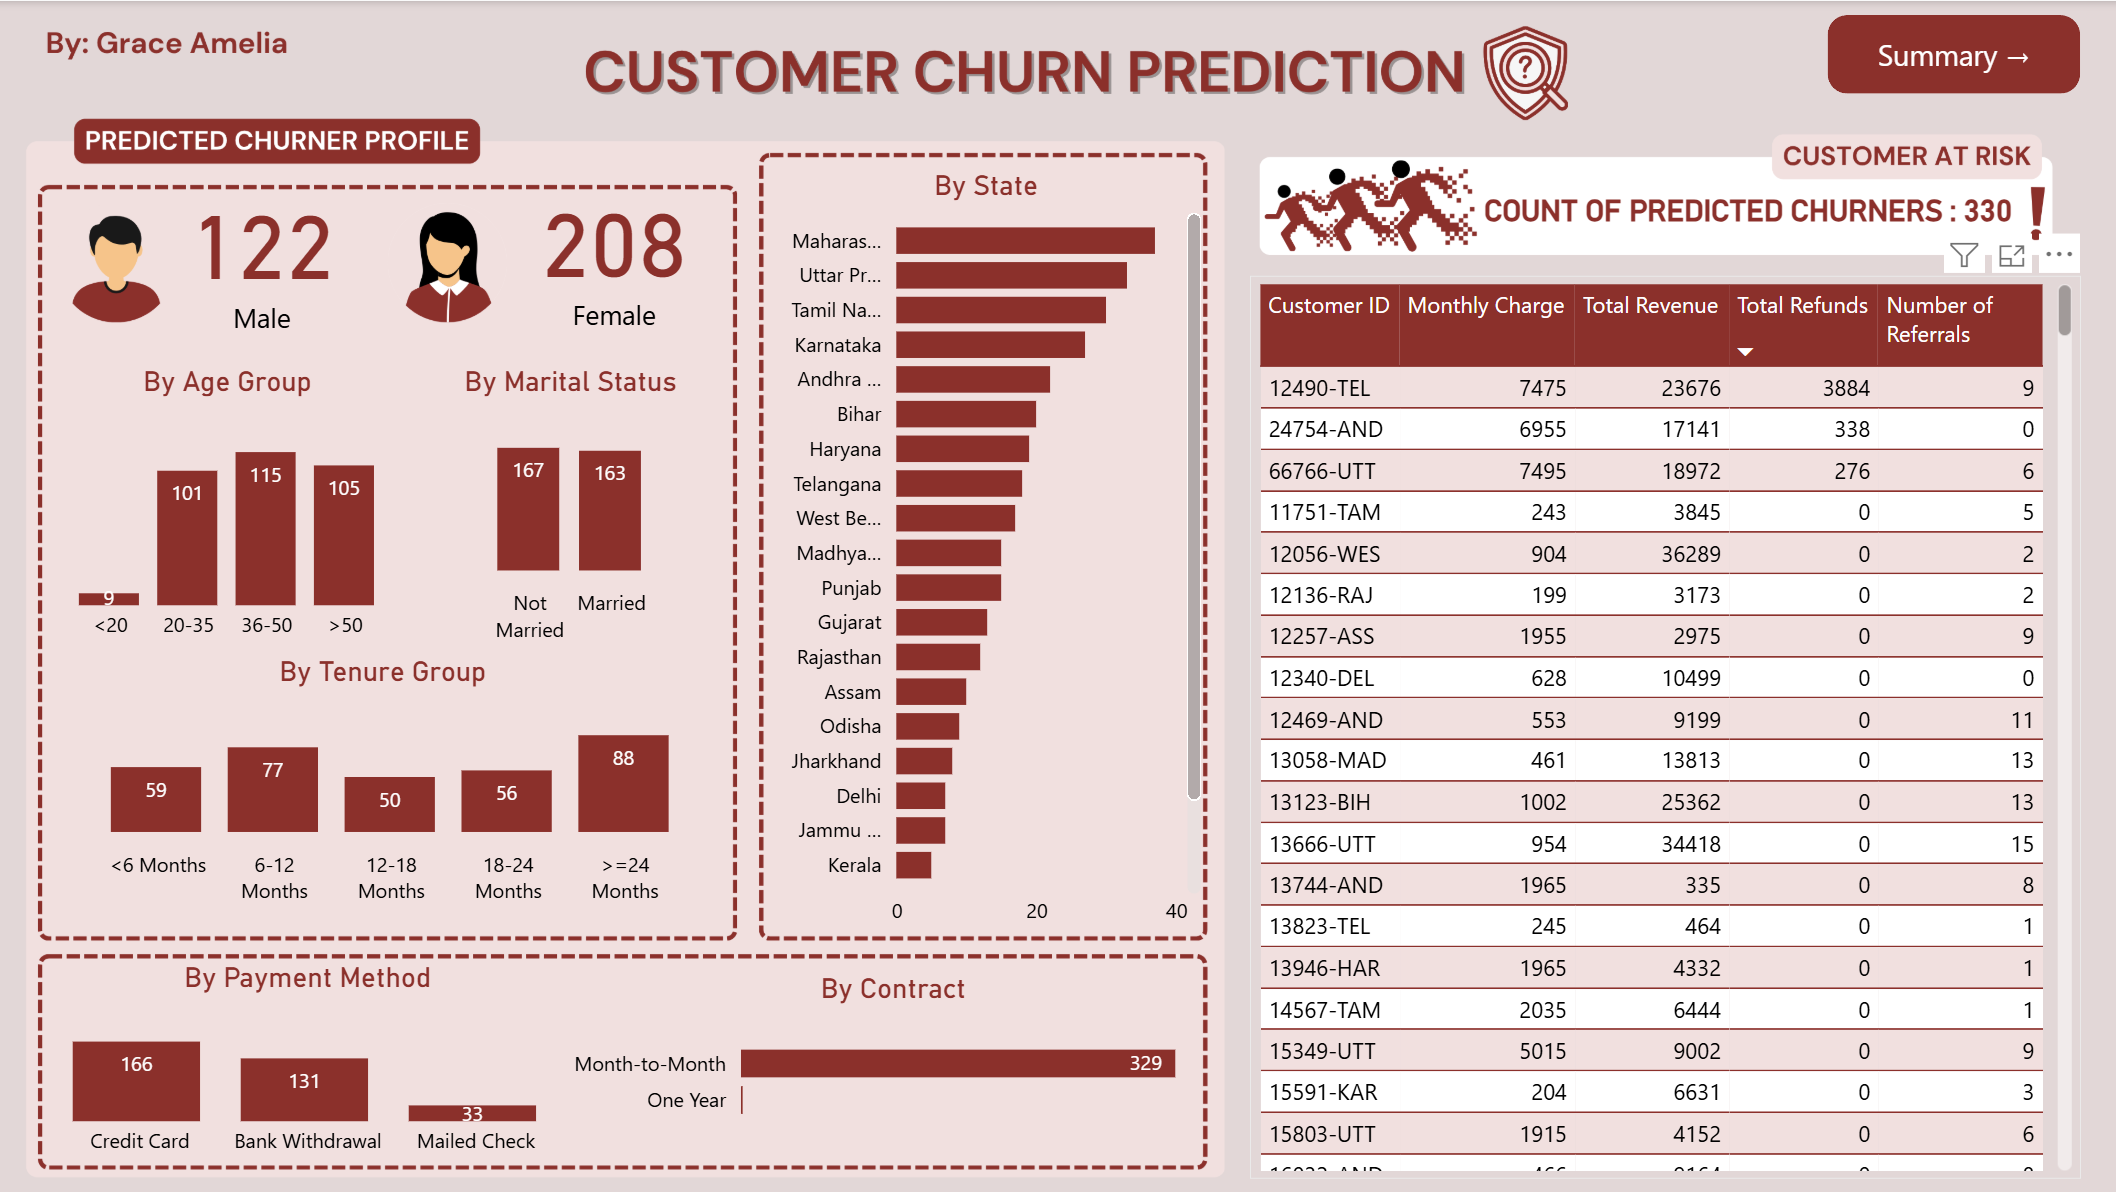 By: Grace Amelia
CUSTOMER CHURN PREDICTION
?
Summary →
PREDICTED CHURNER PROFILE
122
Male
208
Female
By Age Group
101
115
105
9
<20
20-35
36-50
>50
By Marital Status
167
163
Not Married
Married
By Tenure Group
59
77
50
56
88
<6 Months
6-12 Months
12-18 Months
18-24 Months
>=24 Months
By State
Maharas...
Uttar Pr...
Tamil Na...
Karnataka
Andhra ...
Bihar
Haryana
Telangana
West Be...
Madhya...
Punjab
Gujarat
Rajasthan
Assam
Odisha
Jharkhand
Delhi
Jammu ...
Kerala
0 20 40
By Payment Method
166
131
33
Credit Card
Bank Withdrawal
Mailed Check
By Contract
Month-to-Month 329
One Year
CUSTOMER AT RISK
COUNT OF PREDICTED CHURNERS : 330 !
Customer ID Monthly Charge Total Revenue Total Refunds Number of Referrals
12490-TEL 7475 23676 3884 9
24754-AND 6955 17141 338 0
66766-UTT 7495 18972 276 6
11751-TAM 243 3845 0 5
12056-WES 904 36289 0 2
12136-RAJ 199 3173 0 2
12257-ASS 1955 2975 0 9
12340-DEL 628 10499 0 0
12469-AND 553 9199 0 11
13058-MAD 461 13813 0 13
13123-BIH 1002 25362 0 13
13666-UTT 954 34418 0 15
13744-AND 1965 335 0 8
13823-TEL 245 464 0 1
13946-HAR 1965 4332 0 1
14567-TAM 2035 6444 0 1
15349-UTT 5015 9002 0 9
15591-KAR 204 6631 0 3
15803-UTT 1915 4152 0 6